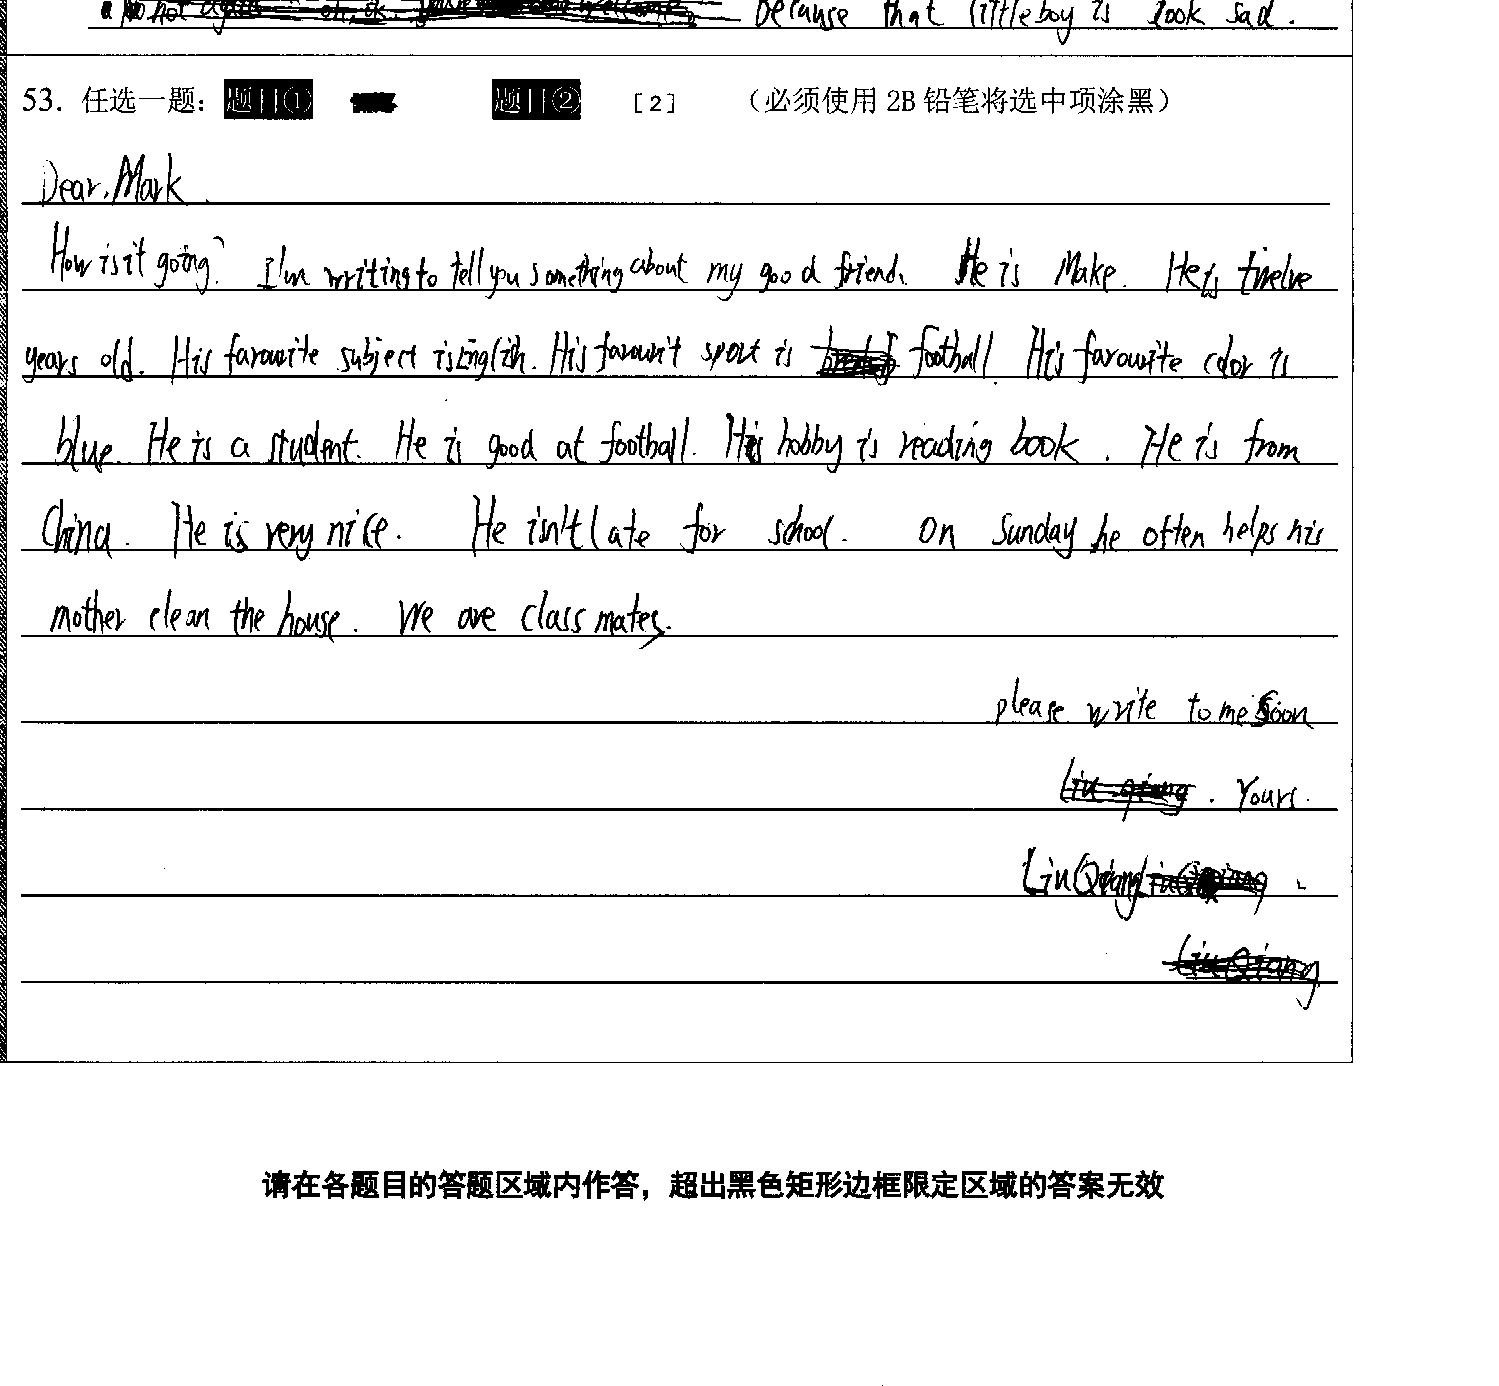 because that little boy is look sad.
53. 任选一题: 题目① 题目② [2] (必须使用 2B 铅笔将选中项涂黑)
Dear, Mark.
How is it going? I'm writing to tell you something about my good friend. He is Make. He is twelve
years old. His favourite subject is English. His favourit sport is football. His favourite color is
blue. He is a student. He is good at football. His hobby is reading book. He is from
China. He is very nice. He isn't late for school. On Sunday he often helps his
mother clean the house. We are classmates.
please write to me soon
Yours.
Liu Qiang
请在各题目的答题区域内作答，超出黑色矩形边框限定区域的答案无效